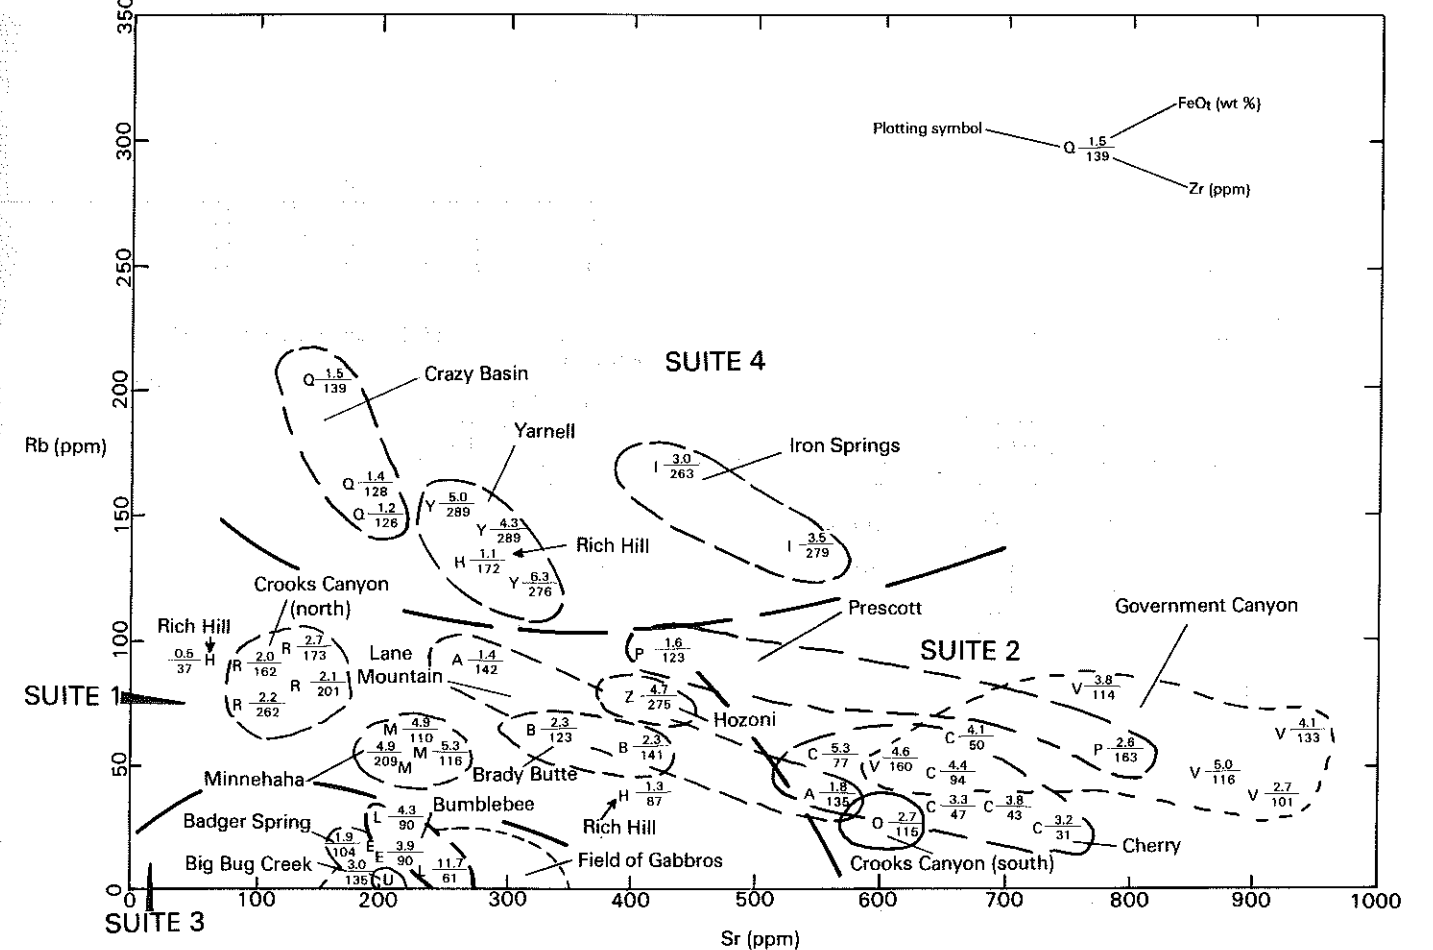 350
300
250
200
150
100
50
0
Rb (ppm)
FeOt (wt %)
Plotting symbol
Q 1.5
139
Zr (ppm)
SUITE 4
Crazy Basin
Q 1.5
139
Q 1.4
128
Q 1.2
126
Yarnell
Y 5.0
289
Y 4.3
289
H 1.1
172
Rich Hill
Y 6.3
276
Iron Springs
I 3.0
263
I 3.5
279
Crooks Canyon
(north)
Rich Hill
0.5 H
37
R 2.7
173
R 2.0
162
R 2.1
201
R 2.2
262
SUITE 1
Lane
Mountain
A 1.4
142
P 1.6
123
Prescott
SUITE 2
Government Canyon
Z 4.7
275
Hozoni
V 3.8
114
V 4.1
133
M 4.9
110
4.9 M 5.3
209 116
M
Minnehaha
B 2.3
123
B 2.3
141
Brady Butte
C 5.3
77
V 4.6
160
C 4.1
50
C 4.4
94
P 2.6
163
V 5.0
116
V 2.7
101
H 1.3
87
Rich Hill
A 1.8
135
O 2.7
115
C 3.3
47
C 3.8
43
C 3.2
31
Cherry
Crooks Canyon (south)
Bumblebee
L 4.3
90
Badger Spring
1.9
104
E
E 3.9
90
Big Bug Creek
3.0
135
U
L 11.7
61
Field of Gabbros
0 100 200 300 400 500 600 700 800 900 1000
SUITE 3
Sr (ppm)